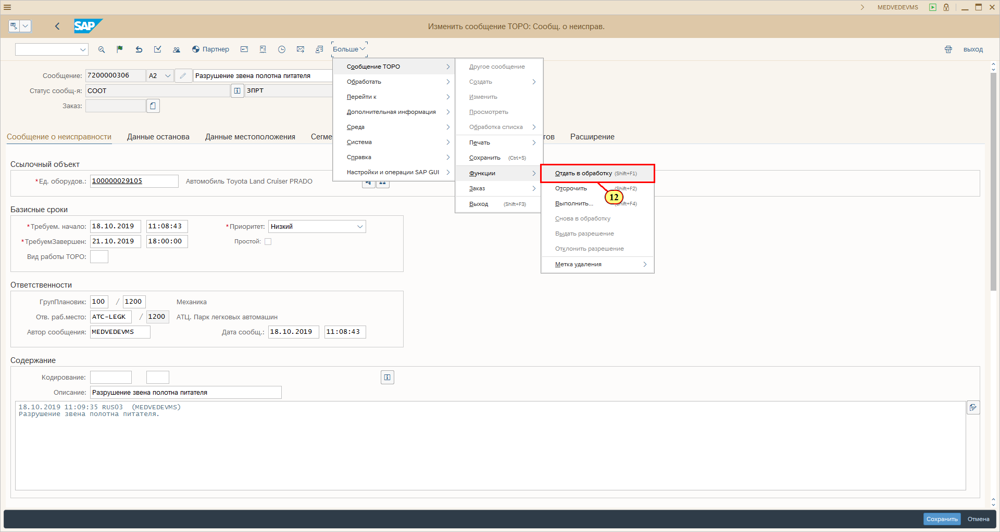 MEDVEDEVMS
SAP
Изменить сообщение ТОРО: Сообщ. о неисправ.
Партнер
Больше
выход
Сообщение: 7200000306 A2 Разрушение звена полотна питателя
Статус сообщ-я: СООТ ЗПРТ
Заказ:
Сообщение ТОРО
Обработать
Перейти к
Дополнительная информация
Среда
Система
Справка
Настройки и операции SAP GUI
Другое сообщение
Создать
Изменить
Просмотреть
Обработка списка
Печать
Сохранить (Ctrl+S)
Функции
Заказ
Выход (Shift+F3)
Отдать в обработку (Shift+F1)
Отсрочить (Shift+F2)
12
Выполнить... Shift+F4)
Снова в обработку
Выдать разрешение
Отклонить разрешение
Метка удаления
Сообщение о неисправности Данные останова Данные местоположения Сегме тов Расширение
Ссылочный объект
*Ед. оборудов.: 100000029105 Автомобиль Toyota Land Cruiser PRADO
Базисные сроки
*Требуем. начало: 18.10.2019 11:08:43 *Приоритет: Низкий
*ТребуемЗавершен: 21.10.2019 18:00:00 Простой:
Вид работы ТОРО:
Ответственности
ГрупПлановик: 100 / 1200 Механика
Отв. раб.место: ATC-LEGK / 1200 АТЦ. Парк легковых автомашин
Автор сообщения: MEDVEDEVMS Дата сообщ.: 18.10.2019 11:08:43
Содержание
Кодирование:
Описание: Разрушение звена полотна питателя
18.10.2019 11:09:35 RUS03 (MEDVEDEVMS)
Разрушение звена полотна питателя.
Сохранить Отмена